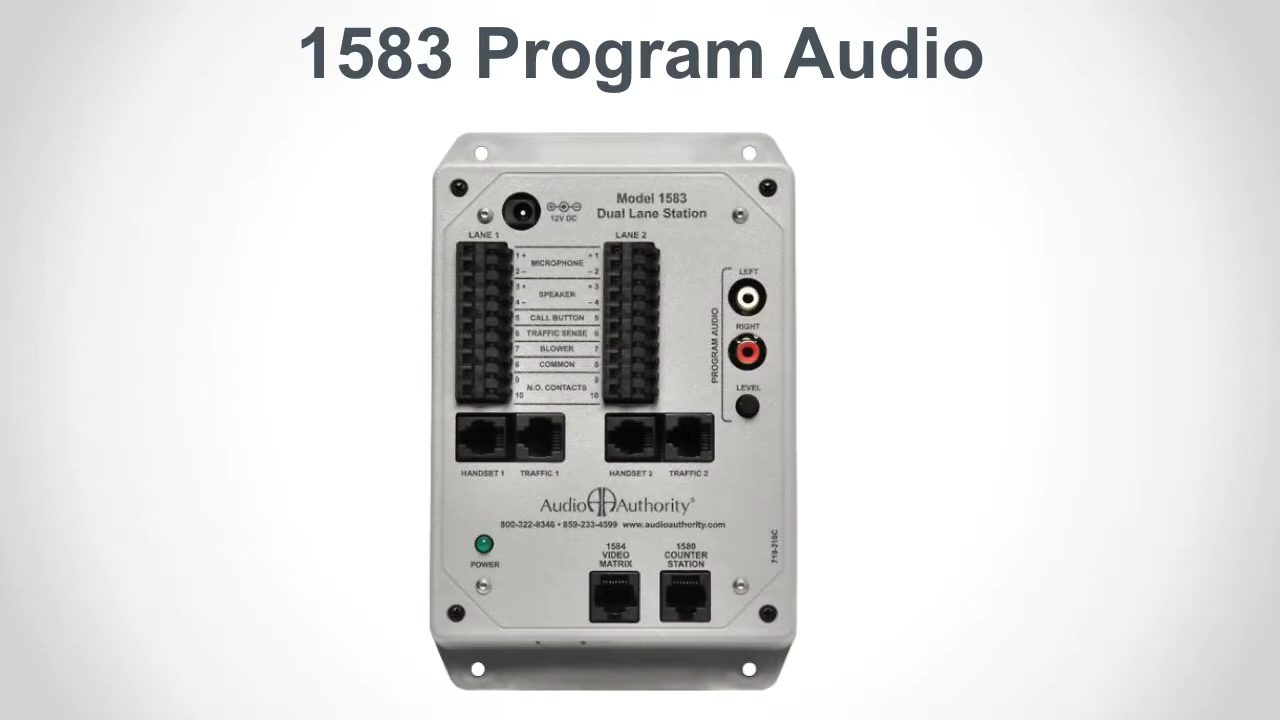 1583 Program Audio
Model 1583
Dual Lane Station
12V DC
LANE 1
LANE 2
1 + MICROPHONE + 1
2 – – 2
3 + SPEAKER + 3
4 – – 4
5 CALL BUTTON 5
6 TRAFFIC SENSE 6
7 BLOWER 7
8 COMMON 8
9 N.O. CONTACTS 9
10 10
PROGRAM AUDIO
LEFT
RIGHT
LEVEL
HANDSET 1
TRAFFIC 1
HANDSET 2
TRAFFIC 2
Audio Authority®
800-322-8346 • 859-233-4599 www.audioauthority.com
POWER
1584
VIDEO
MATRIX
1580
COUNTER
STATION